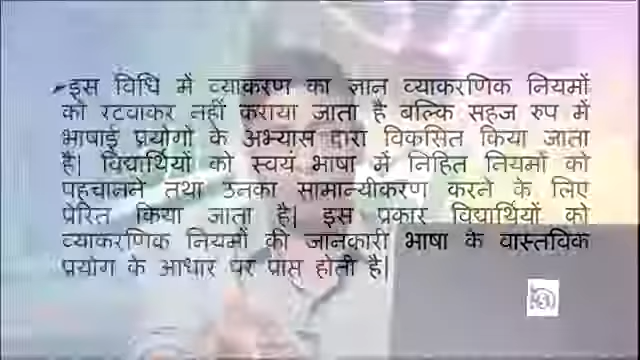 इस विधि में व्याकरण का ज्ञान व्याकरणिक नियमों
को रटवाकर नहीं कराया जाता है बल्कि सहज रुप में
भाषाई प्रयोगों के अभ्यास द्वारा विकसित किया जाता
है| विद्यार्थियों को स्वयं भाषा में निहित नियमों को
पहचानने तथा उनका सामान्यीकरण करने के लिए
प्रेरित किया जाता है| इस प्रकार विद्यार्थियों को
व्याकरणिक नियमों की जानकारी भाषा के वास्तविक
प्रयोग के आधार पर प्राप्त होती है|